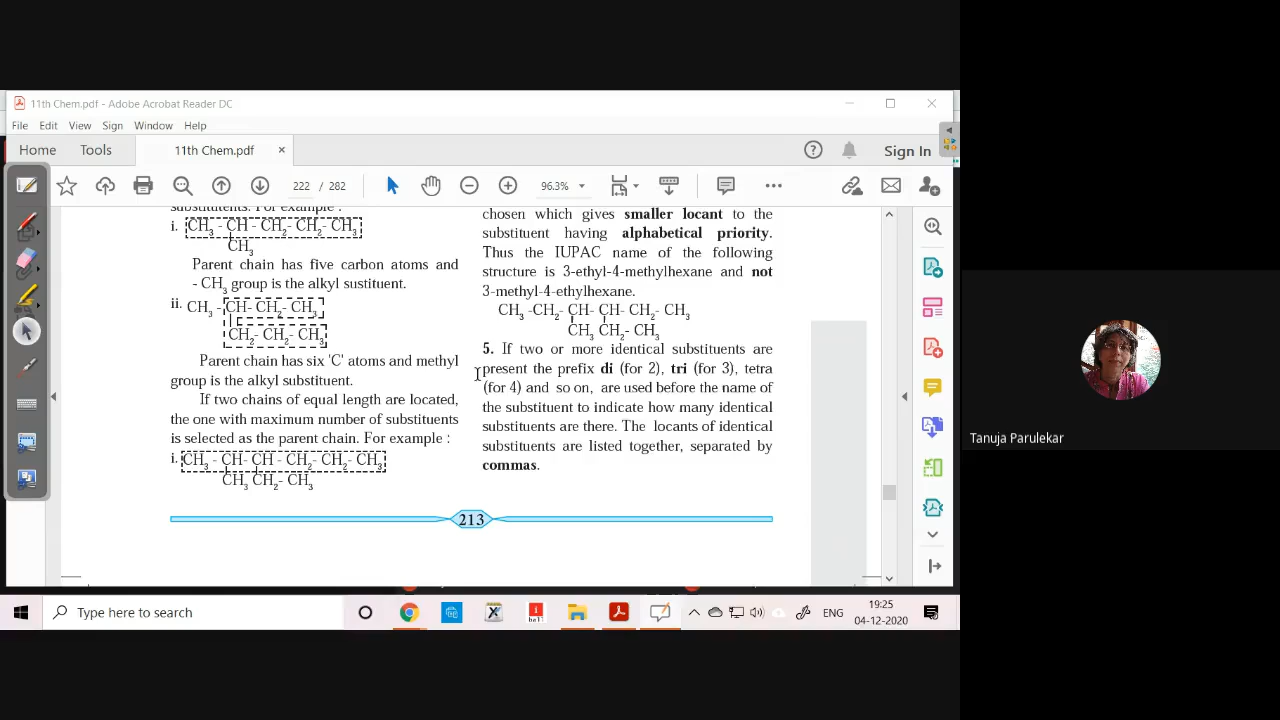 11th Chem.pdf - Adobe Acrobat Reader DC
File Edit View Sign Window Help
Home Tools 11th Chem.pdf × Sign In
222 / 282 96.3%
substituents. For example :
i. CH3 - CH - CH2 - CH2 - CH3
CH3
Parent chain has five carbon atoms and
- CH3 group is the alkyl sustituent.
ii. CH3 - CH- CH2 - CH3
CH2 - CH2 - CH3
Parent chain has six 'C' atoms and methyl
group is the alkyl substituent.
If two chains of equal length are located,
the one with maximum number of substituents
is selected as the parent chain. For example :
i. CH3 - CH- CH - CH2 - CH2 - CH3
CH3 CH2 - CH3
chosen which gives smaller locant to the
substituent having alphabetical priority.
Thus the IUPAC name of the following
structure is 3-ethyl-4-methylhexane and not
3-methyl-4-ethylhexane.
CH3 -CH2 - CH- CH- CH2 - CH3
CH3 CH2 - CH3
5. If two or more identical substituents are
present the prefix di (for 2), tri (for 3), tetra
(for 4) and so on, are used before the name of
the substituent to indicate how many identical
substituents are there. The locants of identical
substituents are listed together, separated by
commas.
213
Tanuja Parulekar
Type here to search
ENG
19:25
04-12-2020